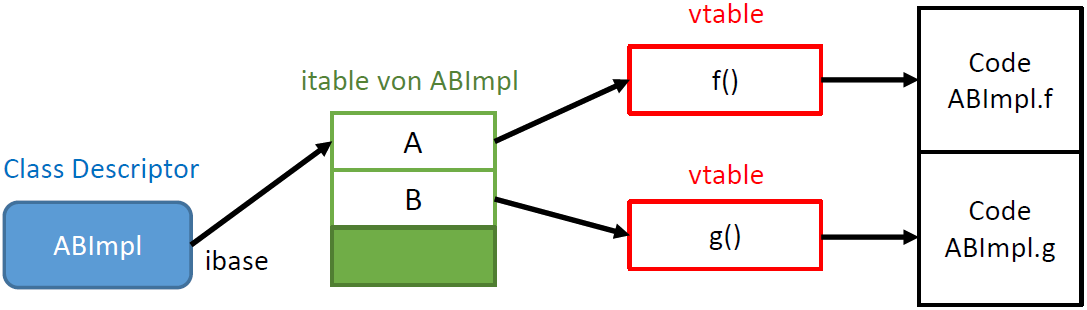 Class Descriptor
ABImpl
ibase
itable von ABImpl
A
B
vtable
f()
vtable
g()
Code
ABImpl.f
Code
ABImpl.g